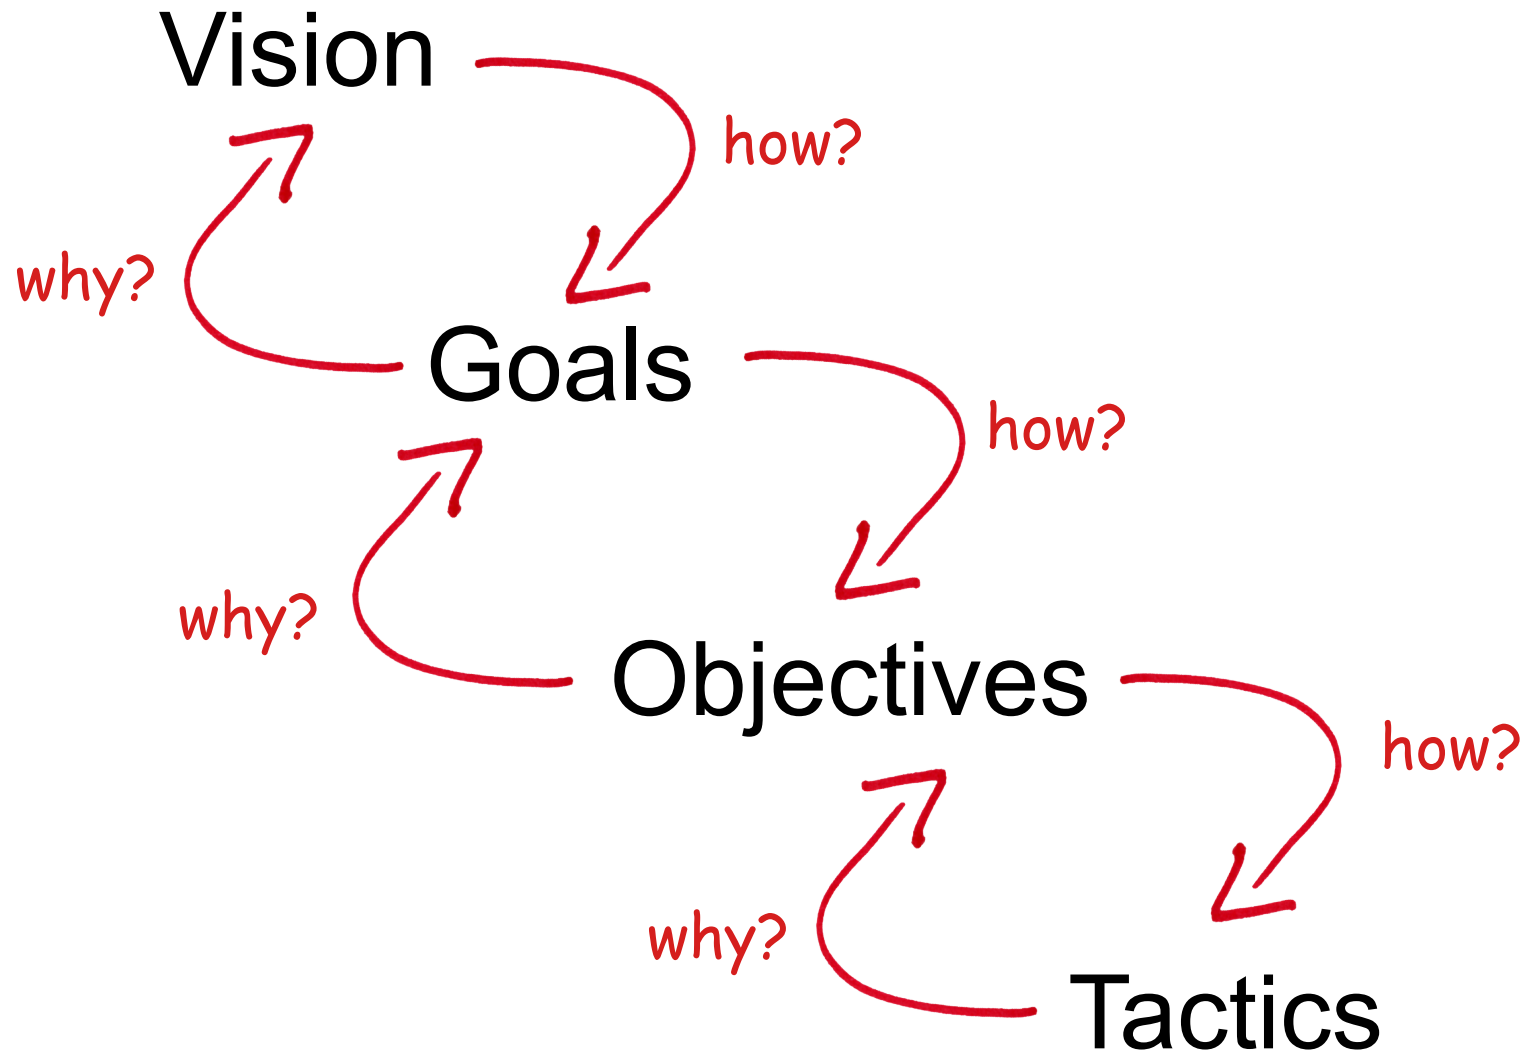 Vision
how?
why?
Goals
how?
why?
Objectives
how?
why?
Tactics